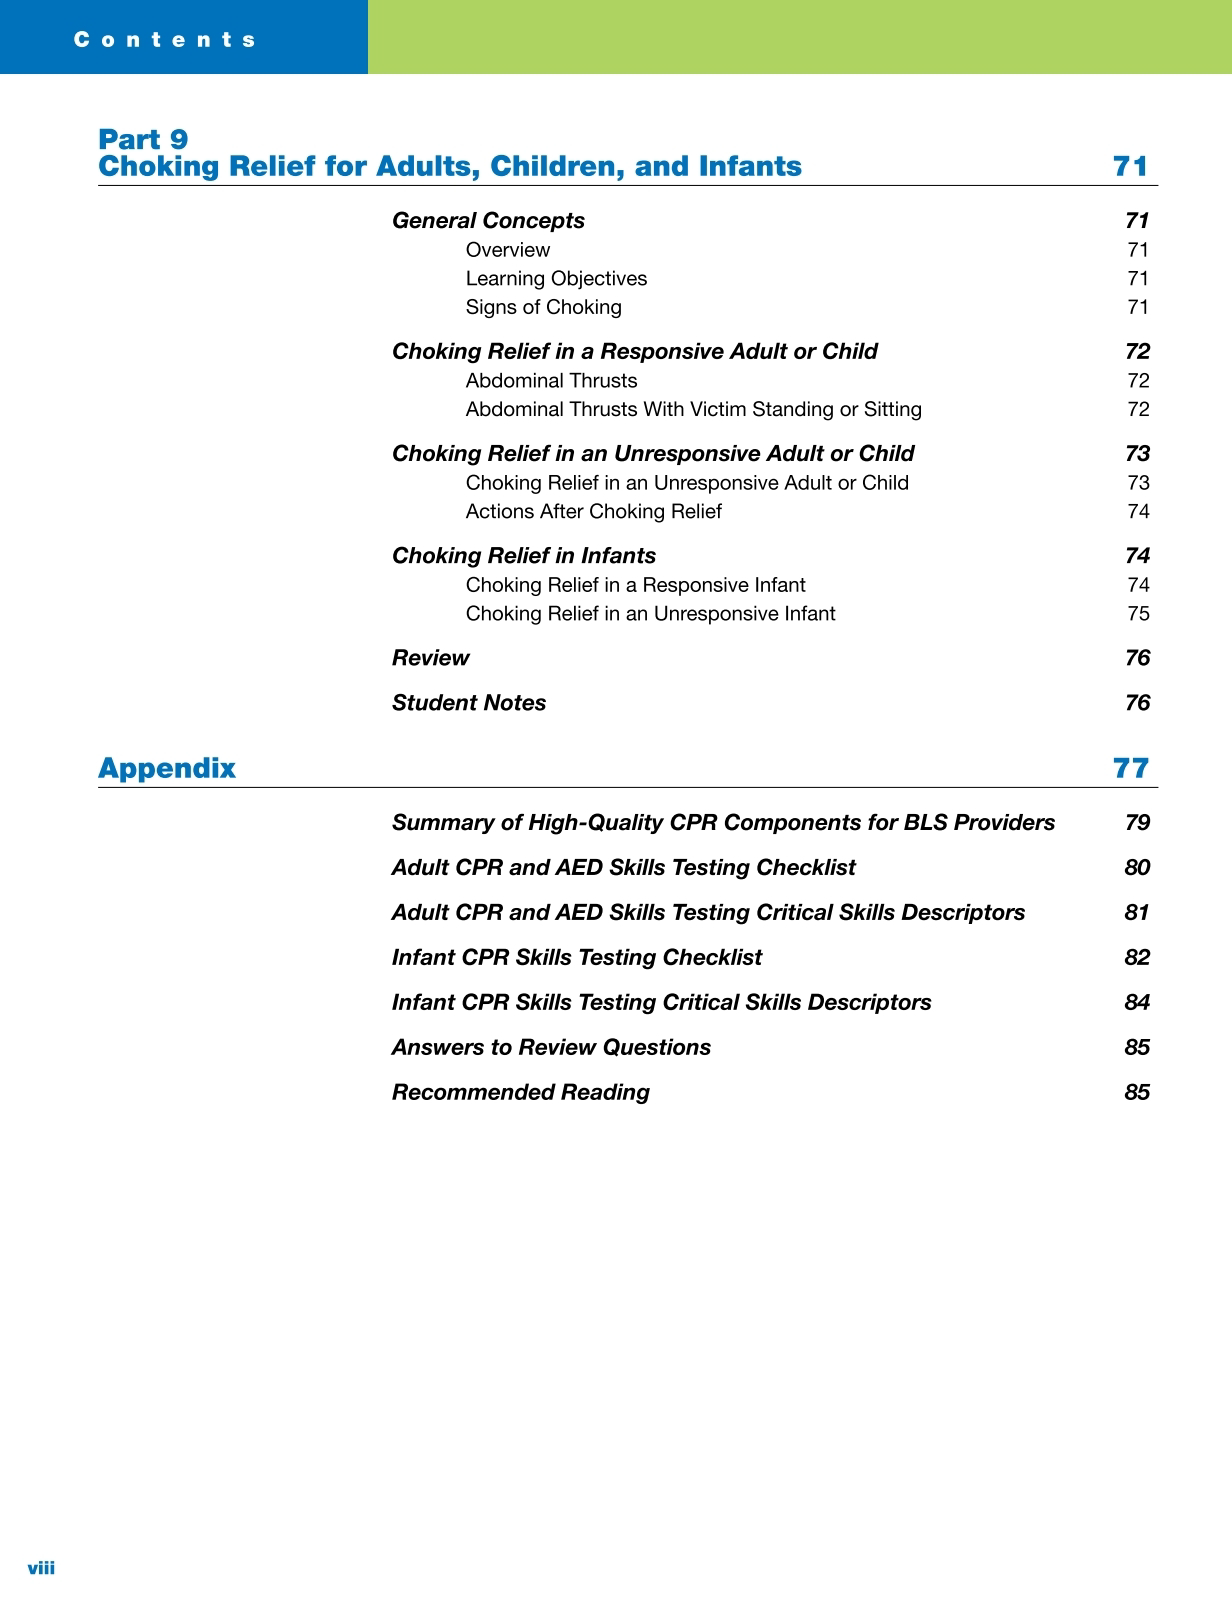 Contents
Part 9
Choking Relief for Adults, Children, and Infants 71
General Concepts 71
Overview 71
Learning Objectives 71
Signs of Choking 71
Choking Relief in a Responsive Adult or Child 72
Abdominal Thrusts 72
Abdominal Thrusts With Victim Standing or Sitting 72
Choking Relief in an Unresponsive Adult or Child 73
Choking Relief in an Unresponsive Adult or Child 73
Actions After Choking Relief 74
Choking Relief in Infants 74
Choking Relief in a Responsive Infant 74
Choking Relief in an Unresponsive Infant 75
Review 76
Student Notes 76
Appendix 77
Summary of High-Quality CPR Components for BLS Providers 79
Adult CPR and AED Skills Testing Checklist 80
Adult CPR and AED Skills Testing Critical Skills Descriptors 81
Infant CPR Skills Testing Checklist 82
Infant CPR Skills Testing Critical Skills Descriptors 84
Answers to Review Questions 85
Recommended Reading 85
viii